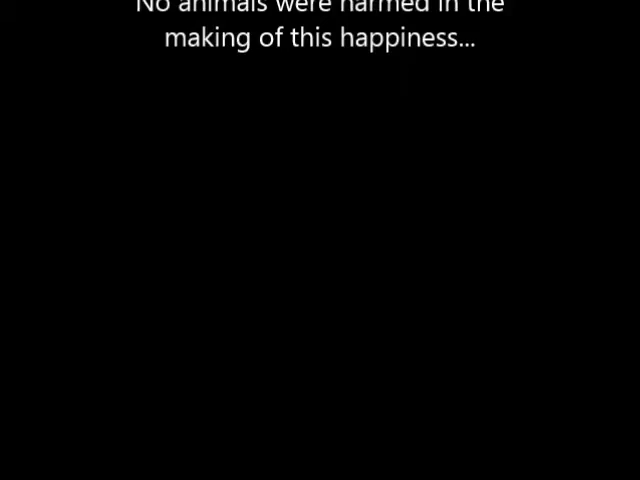 No animals were harmed in the
making of this happiness...